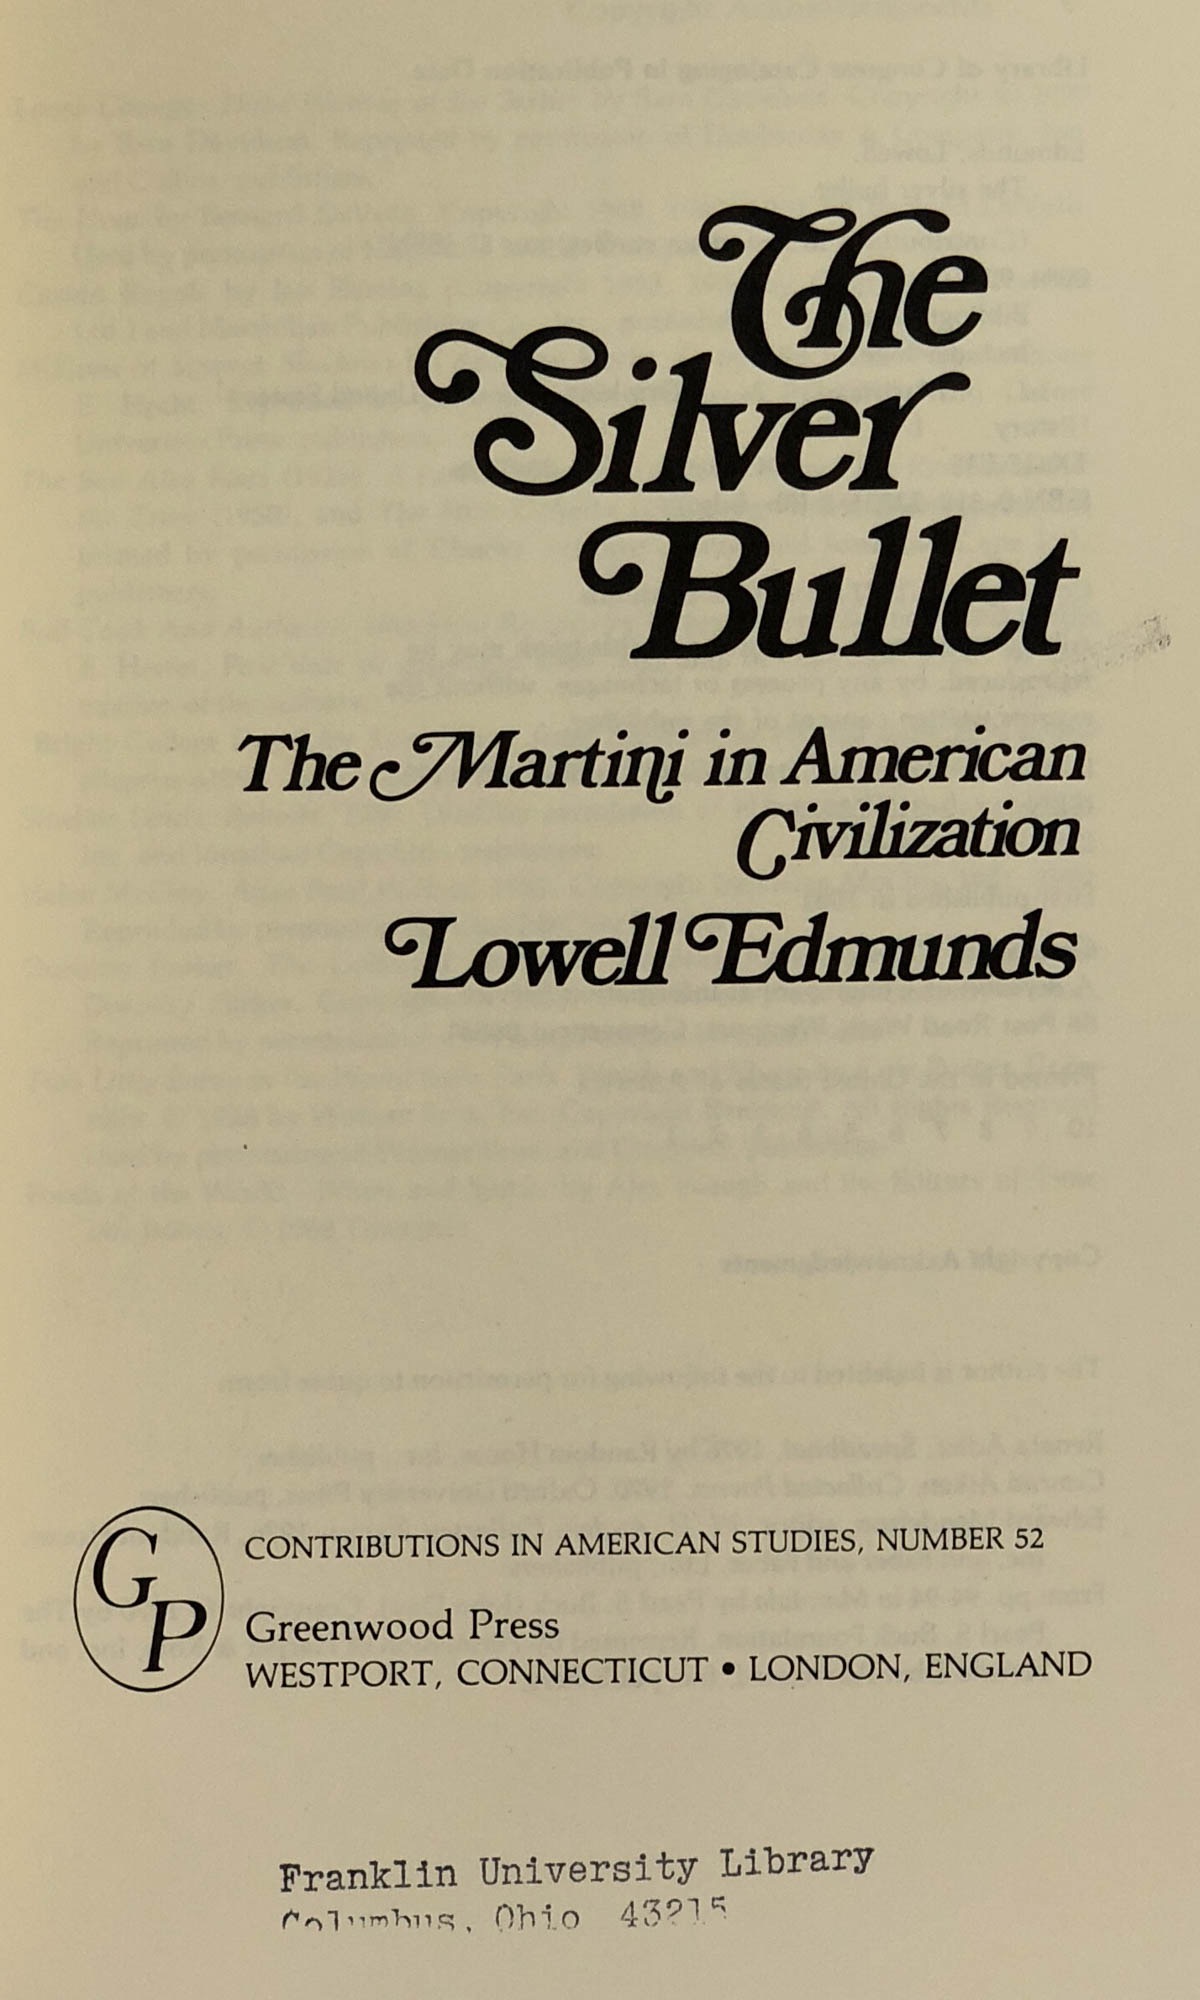 The
Silver
Bullet
The Martini in American
Civilization
Lowell Edmunds
GP
CONTRIBUTIONS IN AMERICAN STUDIES, NUMBER 52
Greenwood Press
WESTPORT, CONNECTICUT • LONDON, ENGLAND
Franklin University Library
Columbus, Ohio 43215